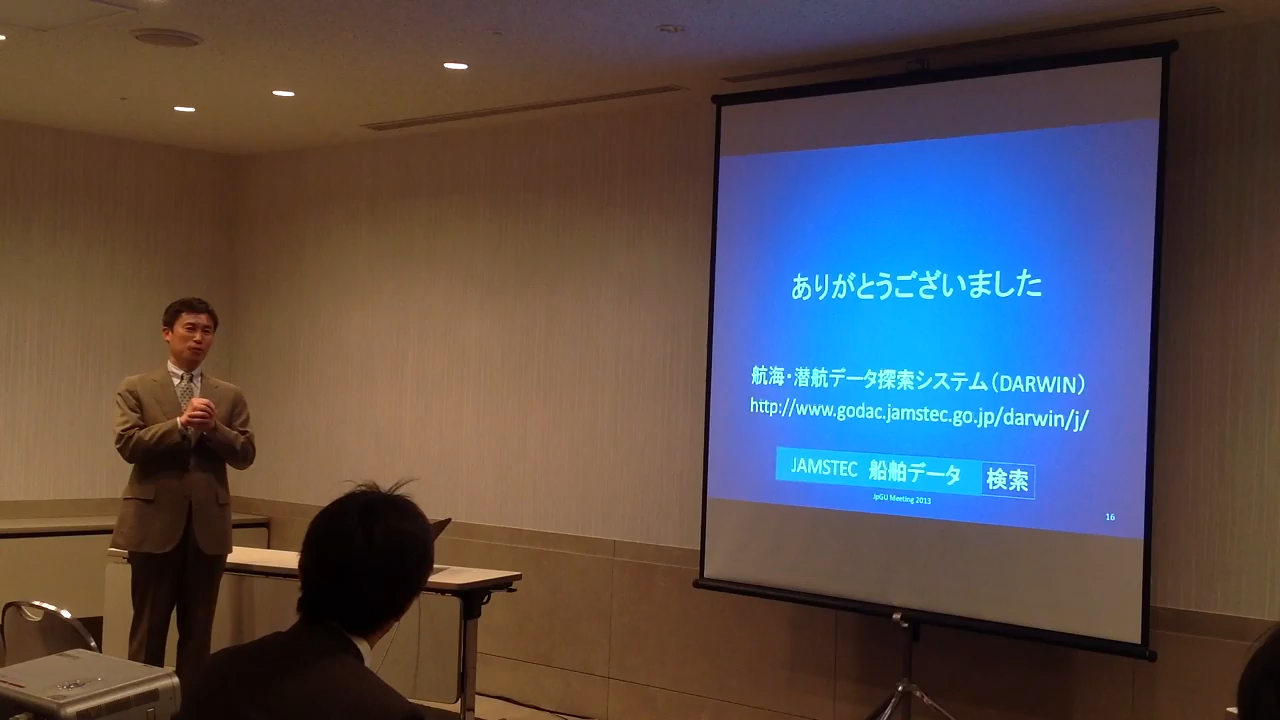 ありがとうございました
航海・潜航データ探索システム（DARWIN）
http://www.godac.jamstec.go.jp/darwin/j/
JAMSTEC 船舶データ 検索
JpGU Meeting 2013
16